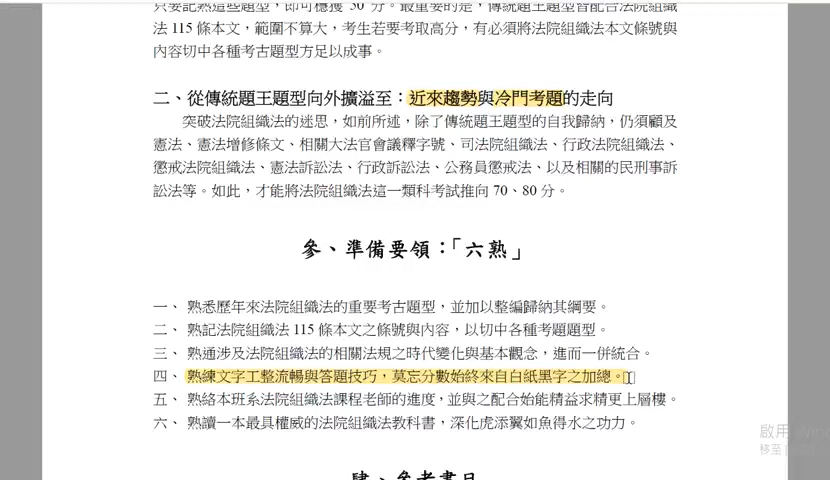 只要記熟這些題型，即可穩獲 50 分。最重要的是，傳統題王題型皆配合法院組織
法 115 條本文，範圍不算大，考生若要考取高分，有必須將法院組織法本文條號與
內容切中各種考古題型方足以成事。
二、從傳統題王題型向外擴溢至：近來趨勢與冷門考題的走向
突破法院組織法的迷思，如前所述，除了傳統題王題型的自我歸納，仍須顧及
憲法、憲法增修條文、相關大法官會議釋字號、司法院組織法、行政法院組織法、
懲戒法院組織法、憲法訴訟法、行政訴訟法、公務員懲戒法、以及相關的民刑事訴
訟法等。如此，才能將法院組織法這一類科考試推向 70、80 分。
參、準備要領：「六熟」
一、 熟悉歷年來法院組織法的重要考古題型，並加以整編歸納其綱要。
二、 熟記法院組織法 115 條本文之條號與內容，以切中各種考題題型。
三、 熟通涉及法院組織法的相關法規之時代變化與基本觀念，進而一併統合。
四、 熟練文字工整流暢與答題技巧，莫忘分數始終來自白紙黑字之加總。
五、 熟絡本班系法院組織法課程老師的進度，並與之配合始能精益求精更上層樓。
六、 熟讀一本最具權威的法院組織法教科書，深化虎添翼如魚得水之功力。
啟用
移至
肆、參考書目